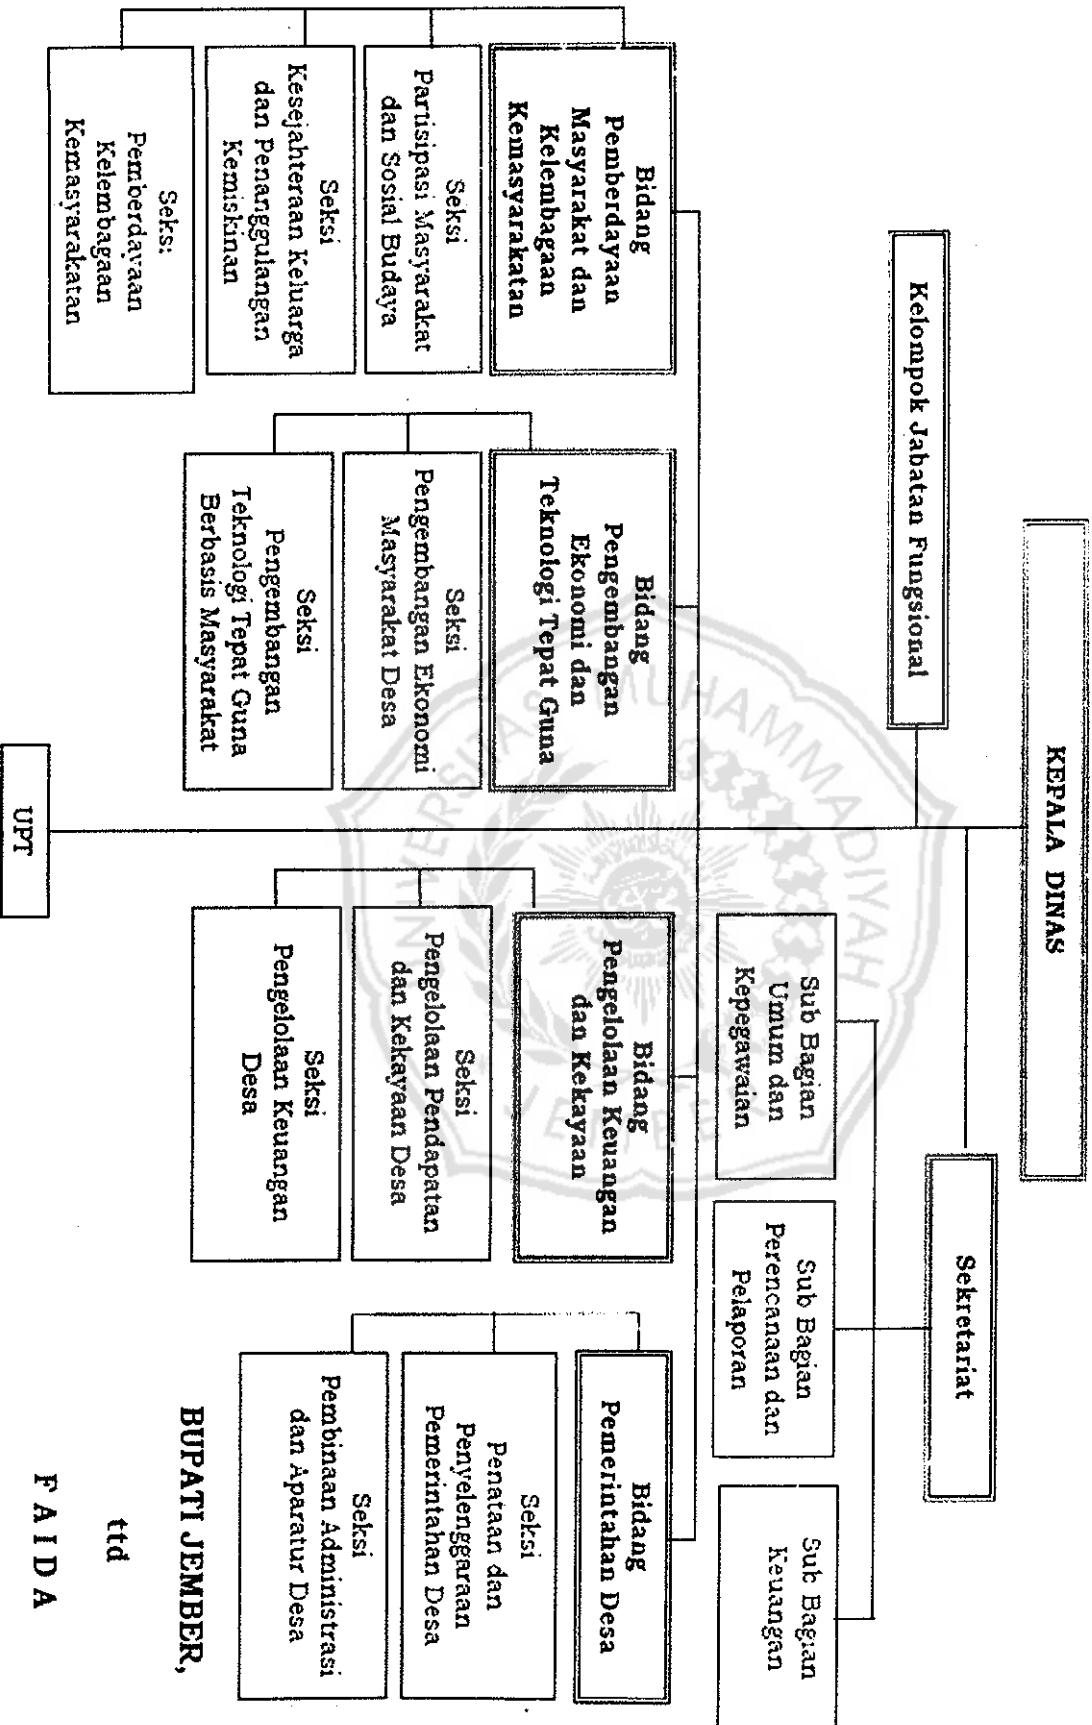 KEPALA DINAS
Kelompok Jabatan Fungsional
Sekretariat
Sub Bagian
Umum dan
Kepegawaian
Sub Bagian
Perencanaan dan
Pelaporan
Sub Bagian
Keuangan
Bidang
Pemberdayaan
Masyarakat dan
Kelembagaan
Kemasyarakatan
Seksi
Partisipasi Masyarakat
dan Sosial Budaya
Seksi
Kesejahteraan Keluarga
dan Penanggulangan
Kemiskinan
Seksi
Pemberdayaan
Kelembagaan
Kemasyarakatan
Bidang
Pengembangan
Ekonomi dan
Teknologi Tepat Guna
Seksi
Pengembangan Ekonomi
Masyarakat Desa
Seksi
Pengembangan
Teknologi Tepat Guna
Berbasis Masyarakat
Bidang
Pengelolaan Keuangan
dan Kekayaan
Seksi
Pengelolaan Pendapatan
dan Kekayaan Desa
Seksi
Pengelolaan Keuangan
Desa
Bidang
Pemerintahan Desa
Seksi
Penataan dan
Penyelenggaraan
Pemerintahan Desa
Seksi
Pembinaan Administrasi
dan Aparatur Desa
UPT
BUPATI JEMBER,
ttd
F A I D A
UNIVERSITAS MUHAMMADIYAH
JEMBER